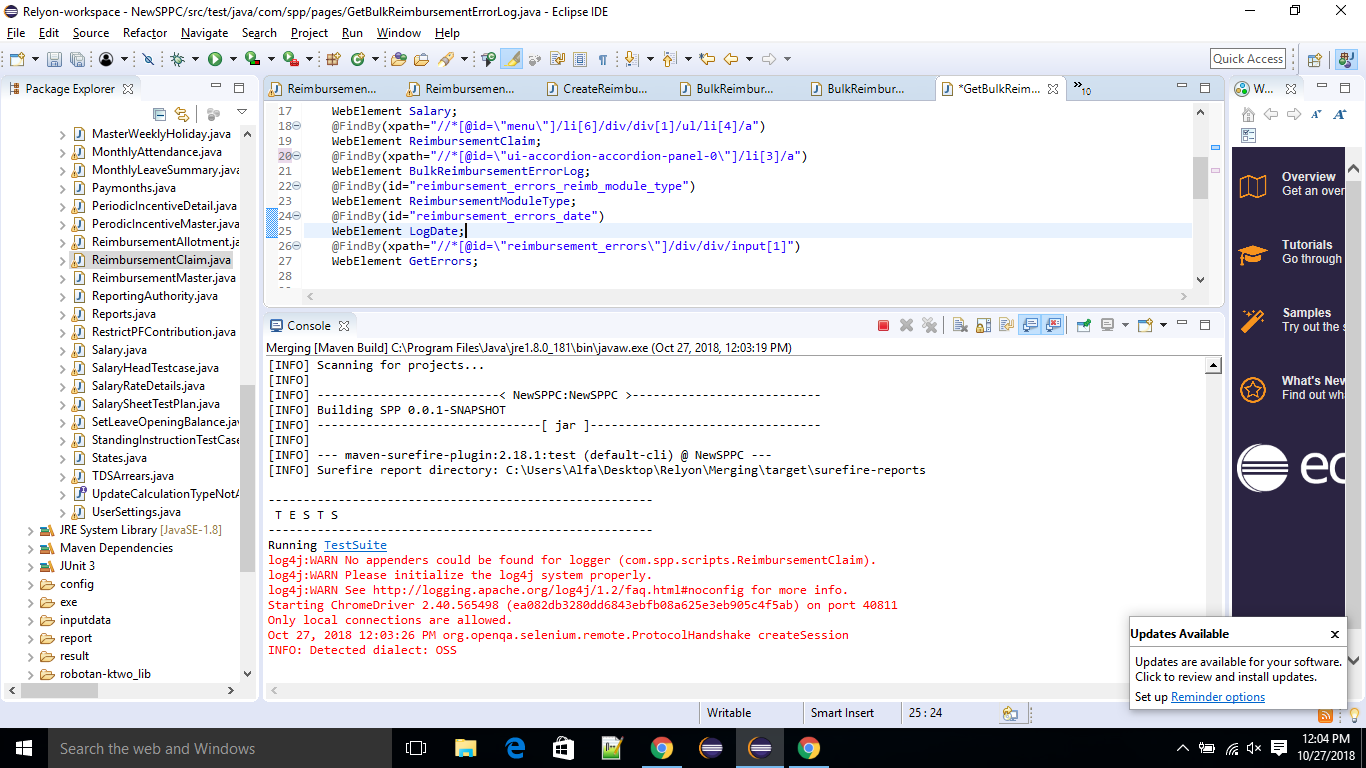 Relyon-workspace - NewSPPC/src/test/java/com/spp/pages/GetBulkReimbursementErrorLog.java - Eclipse IDE
File Edit Source Refactor Navigate Search Project Run Window Help
Quick Access
Package Explorer
MasterWeeklyHoliday.java
MonthlyAttendance.java
MonthlyLeaveSummary.java
Paymonths.java
PeriodicIncentiveDetail.java
PerodicIncentiveMaster.java
ReimbursementAllotment.ja
ReimbursementClaim.java
ReimbursementMaster.java
ReportingAuthority.java
Reports.java
RestrictPFContribution.java
Salary.java
SalaryHeadTestcase.java
SalaryRateDetails.java
SalarySheetTestPlan.java
SetLeaveOpeningBalance.jav
StandingInstructionTestCase
States.java
TDSArrears.java
UpdateCalculationTypeNotA
UserSettings.java
JRE System Library [JavaSE-1.8]
Maven Dependencies
JUnit 3
config
exe
inputdata
report
result
robotan-ktwo_lib
Reimbursemen... Reimbursemen... CreateReimbu... BulkReimbur... BulkReimbur... *GetBulkReim... »10
17 WebElement Salary;
18 @FindBy(xpath="//*[@id=\"menu\"]/li[6]/div/div[1]/ul/li[4]/a")
19 WebElement ReimbursementClaim;
20 @FindBy(xpath="//*[@id=\"ui-accordion-accordion-panel-0\"]/li[3]/a")
21 WebElement BulkReimbursementErrorLog;
22 @FindBy(id="reimbursement_errors_reimb_module_type")
23 WebElement ReimbursementModuleType;
24 @FindBy(id="reimbursement_errors_date")
25 WebElement LogDate;
26 @FindBy(xpath="//*[@id=\"reimbursement_errors\"]/div/div/input[1]")
27 WebElement GetErrors;
28
Console
Merging [Maven Build] C:\Program Files\Java\jre1.8.0_181\bin\javaw.exe (Oct 27, 2018, 12:03:19 PM)
[INFO] Scanning for projects...
[INFO]
[INFO] --------------------------< NewSPPC:NewSPPC >---------------------------
[INFO] Building SPP 0.0.1-SNAPSHOT
[INFO] --------------------------------[ jar ]---------------------------------
[INFO]
[INFO] --- maven-surefire-plugin:2.18.1:test (default-cli) @ NewSPPC ---
[INFO] Surefire report directory: C:\Users\Alfa\Desktop\Relyon\Merging\target\surefire-reports
-------------------------------------------------------
T E S T S
-------------------------------------------------------
Running TestSuite
log4j:WARN No appenders could be found for logger (com.spp.scripts.ReimbursementClaim).
log4j:WARN Please initialize the log4j system properly.
log4j:WARN See http://logging.apache.org/log4j/1.2/faq.html#noconfig for more info.
Starting ChromeDriver 2.40.565498 (ea082db3280dd6843ebfb08a625e3eb905c4f5ab) on port 40811
Only local connections are allowed.
Oct 27, 2018 12:03:26 PM org.openqa.selenium.remote.ProtocolHandshake createSession
INFO: Detected dialect: OSS
W...
Overview
Get an over
Tutorials
Go through
Samples
Try out the s
What's New
Find out wha
ec
Updates Available
Updates are available for your software.
Click to review and install updates.
Set up Reminder options
Writable Smart Insert 25 : 24
Search the web and Windows
12:04 PM
10/27/2018